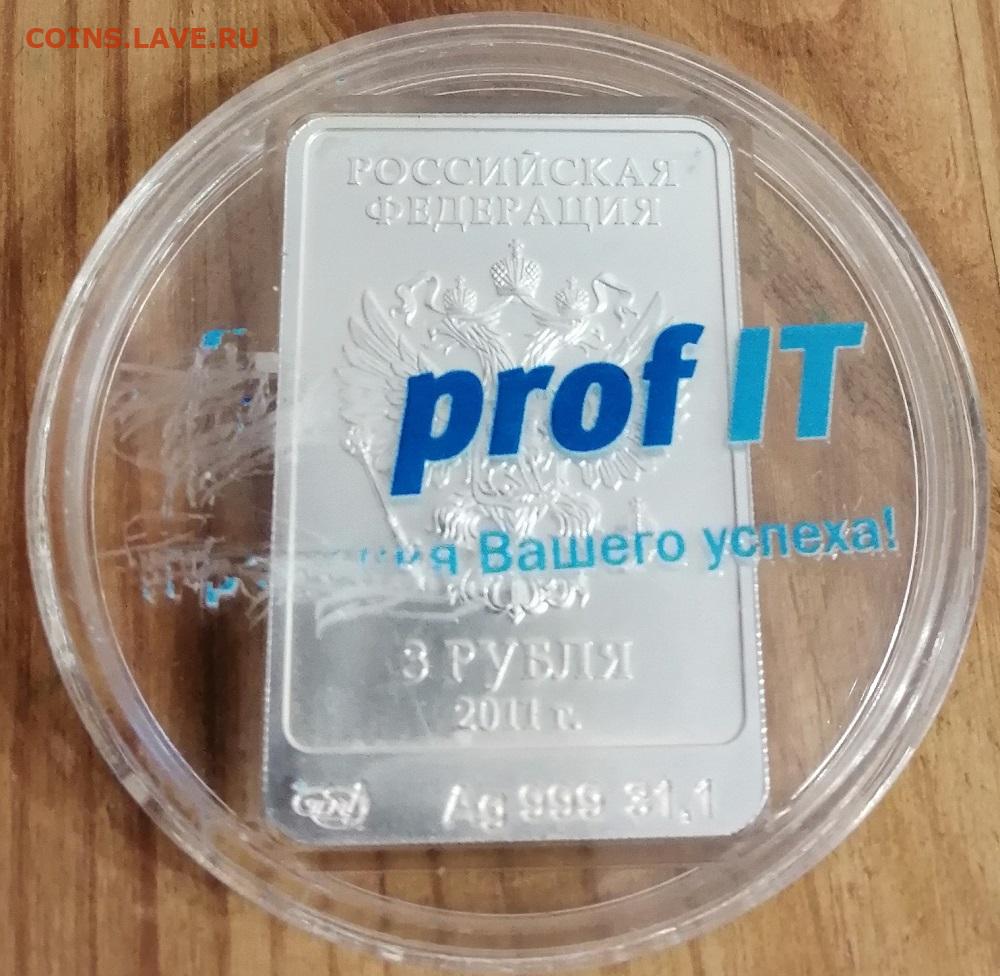 COINS.LAVE.RU
РОССИЙСКАЯ
ФЕДЕРАЦИЯ
prof IT
Вашего успеха!
3 РУБЛЯ
2011 г.
Ag 999 31,1